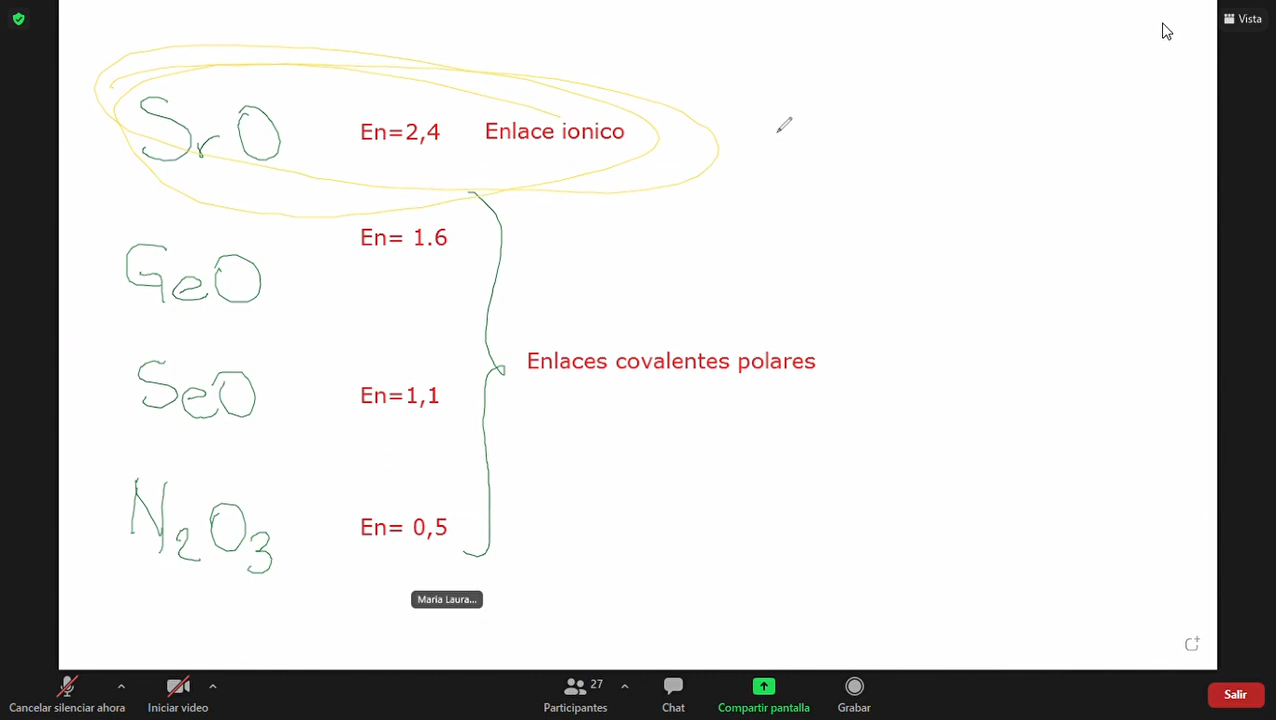 Vista
SrO En=2,4 Enlace ionico
En= 1.6
GeO
Enlaces covalentes polares
SeO En=1,1
N2O3 En= 0,5
Maria Laura...
27
Cancelar silenciar ahora Iniciar video Participantes Chat Compartir pantalla Grabar Salir